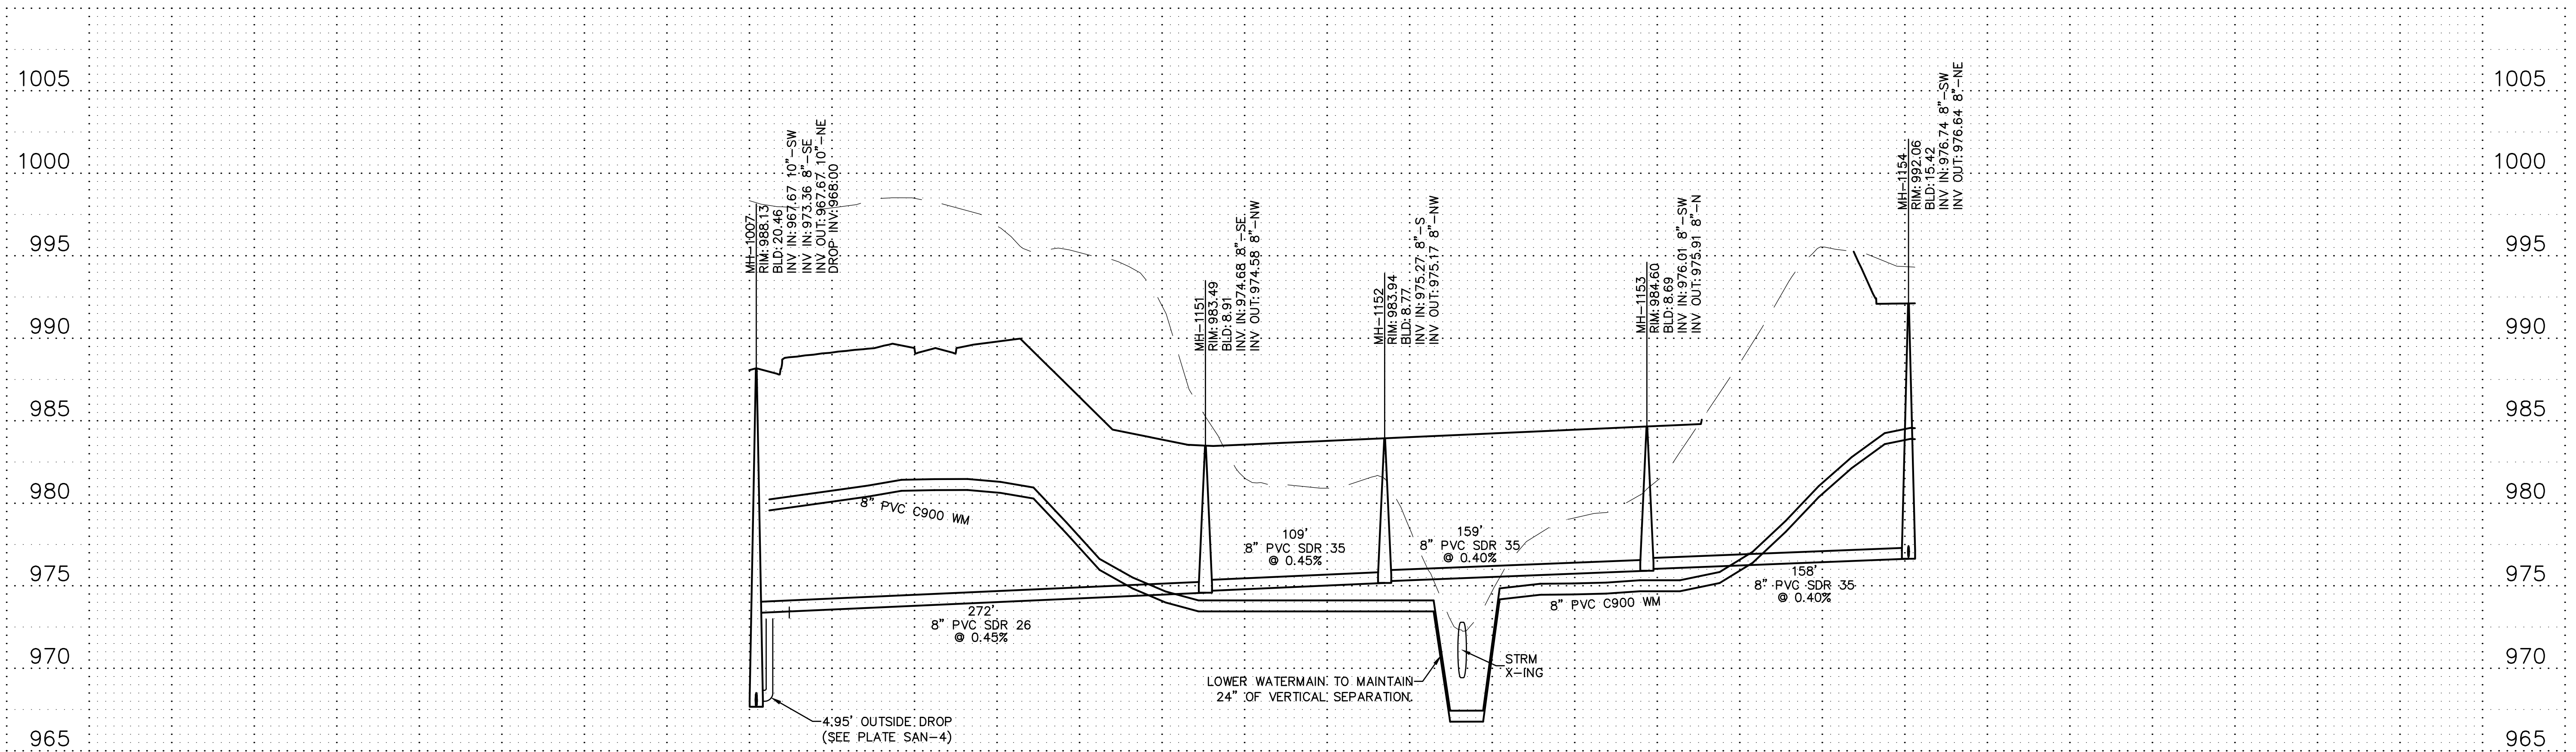 1005
1000
995
990
985
980
975
970
965
MH-1007
RIM: 988.13
BLD: 20.46
INV IN: 967.67 10"-SW
INV IN: 973.36 8"-SE
INV OUT: 967.67 10"-NE
DROP INV: 968.00
8" PVC C900 WM
272'
8" PVC SDR 26
@ 0.45%
4.95' OUTSIDE DROP
(SEE PLATE SAN-4)
MH-1151
RIM: 983.49
BLD: 8.91
INV IN: 974.68 8"-SE
INV OUT: 974.58 8"-NW
109'
8" PVC SDR 35
@ 0.45%
MH-1152
RIM: 983.94
BLD: 8.77
INV IN: 975.27 8"-S
INV OUT: 975.17 8"-NW
159'
8" PVC SDR 35
@ 0.40%
LOWER WATERMAIN TO MAINTAIN
24" OF VERTICAL SEPARATION.
STRM
X-ING
8" PVC C900 WM
MH-1153
RIM: 984.60
BLD: 8.69
INV IN: 976.01 8"-SW
INV OUT: 975.91 8"-N
158'
8" PVC SDR 35
@ 0.40%
MH-1154
RIM: 992.06
BLD: 15.42
INV IN: 976.74 8"-SW
INV OUT: 976.64 8"-NE
1005
1000
995
990
985
980
975
970
965